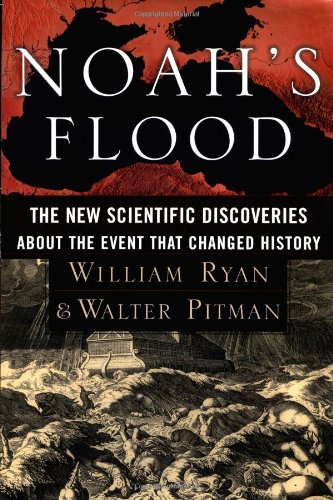 NOAH'S
FLOOD
THE NEW SCIENTIFIC DISCOVERIES
ABOUT THE EVENT THAT CHANGED HISTORY
WILLIAM RYAN
& WALTER PITMAN